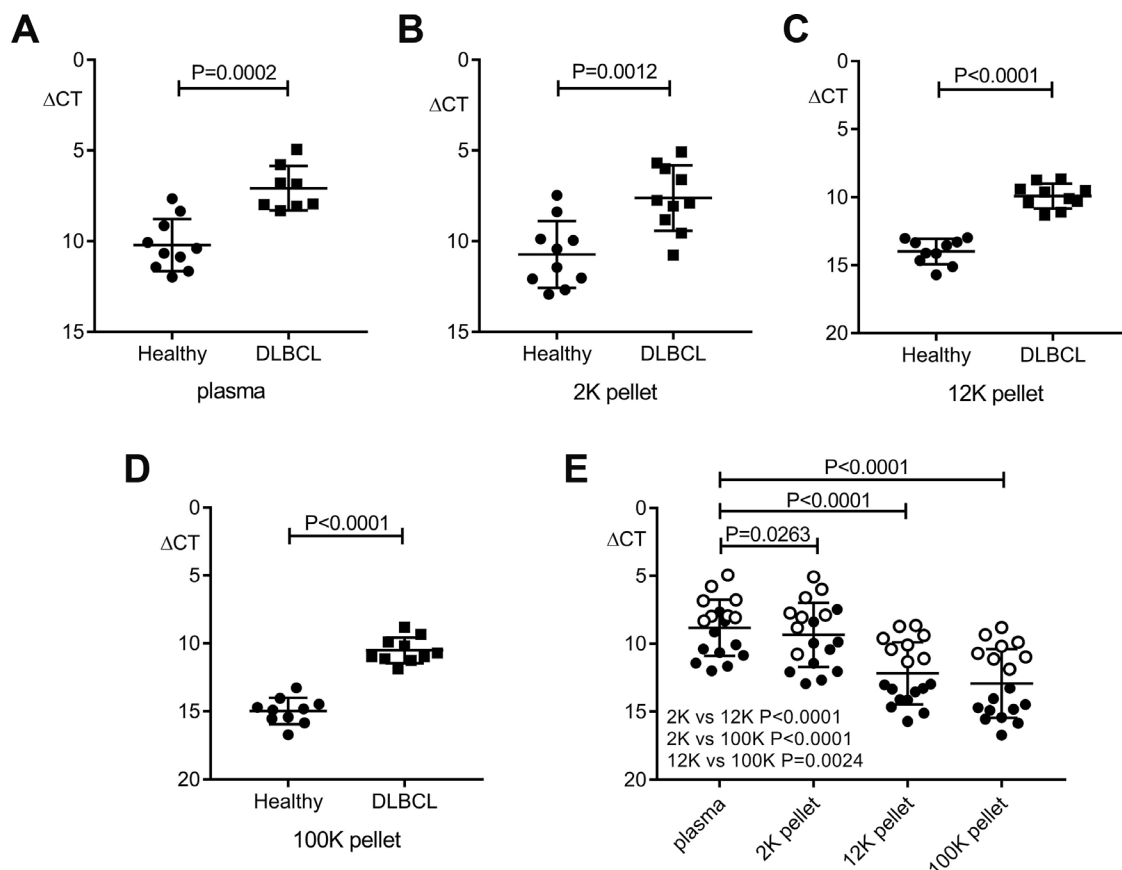 A
0
P=0.0002
ΔCT
5
10
15
Healthy DLBCL
plasma
B
0
P=0.0012
ΔCT
5
10
15
Healthy DLBCL
2K pellet
C
0
P<0.0001
ΔCT
5
10
15
20
Healthy DLBCL
12K pellet
D
0
P<0.0001
ΔCT
5
10
15
20
Healthy DLBCL
100K pellet
E
P<0.0001
0
P<0.0001
ΔCT
P=0.0263
5
10
15
2K vs 12K P<0.0001
2K vs 100K P<0.0001
12K vs 100K P=0.0024
20
plasma
2K pellet
12K pellet
100K pellet